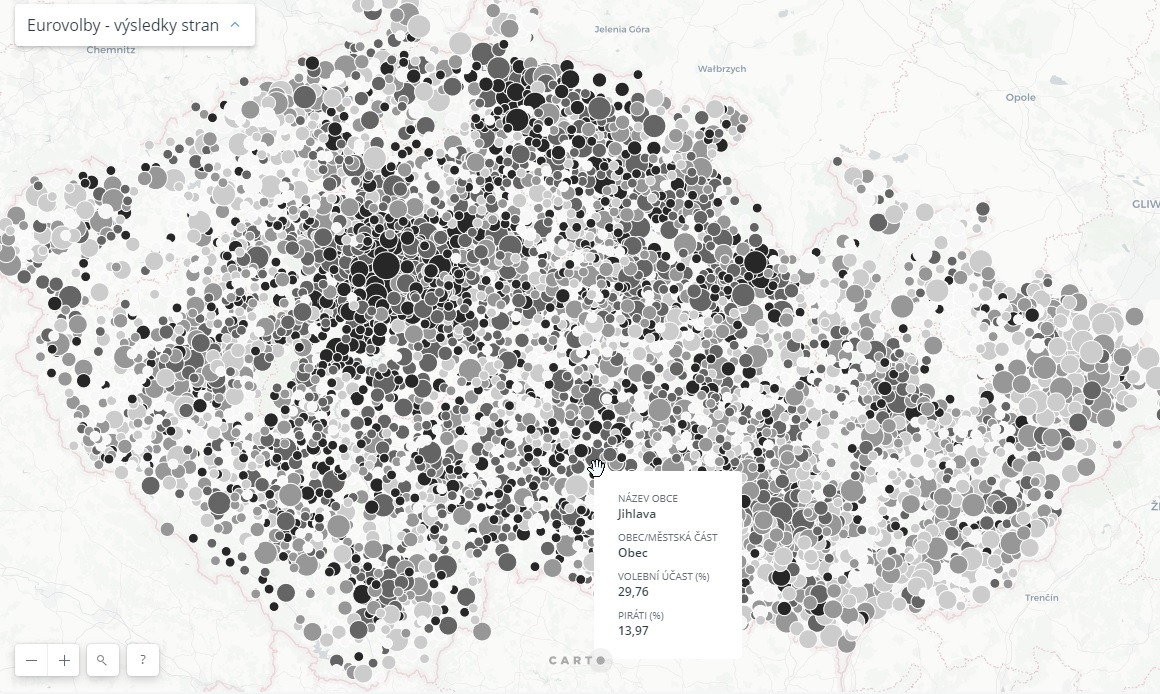 Eurovolby - výsledky stran
Chemnitz
Jelenia Góra
Wałbrzych
Opole
GLIW
NÁZEV OBCE
Jihlava
OBEC/MĚSTSKÁ ČÁST
Obec
VOLEBNÍ ÚČAST (%)
29,76
PIRÁTI (%)
13,97
Trenčín
CARTO
?